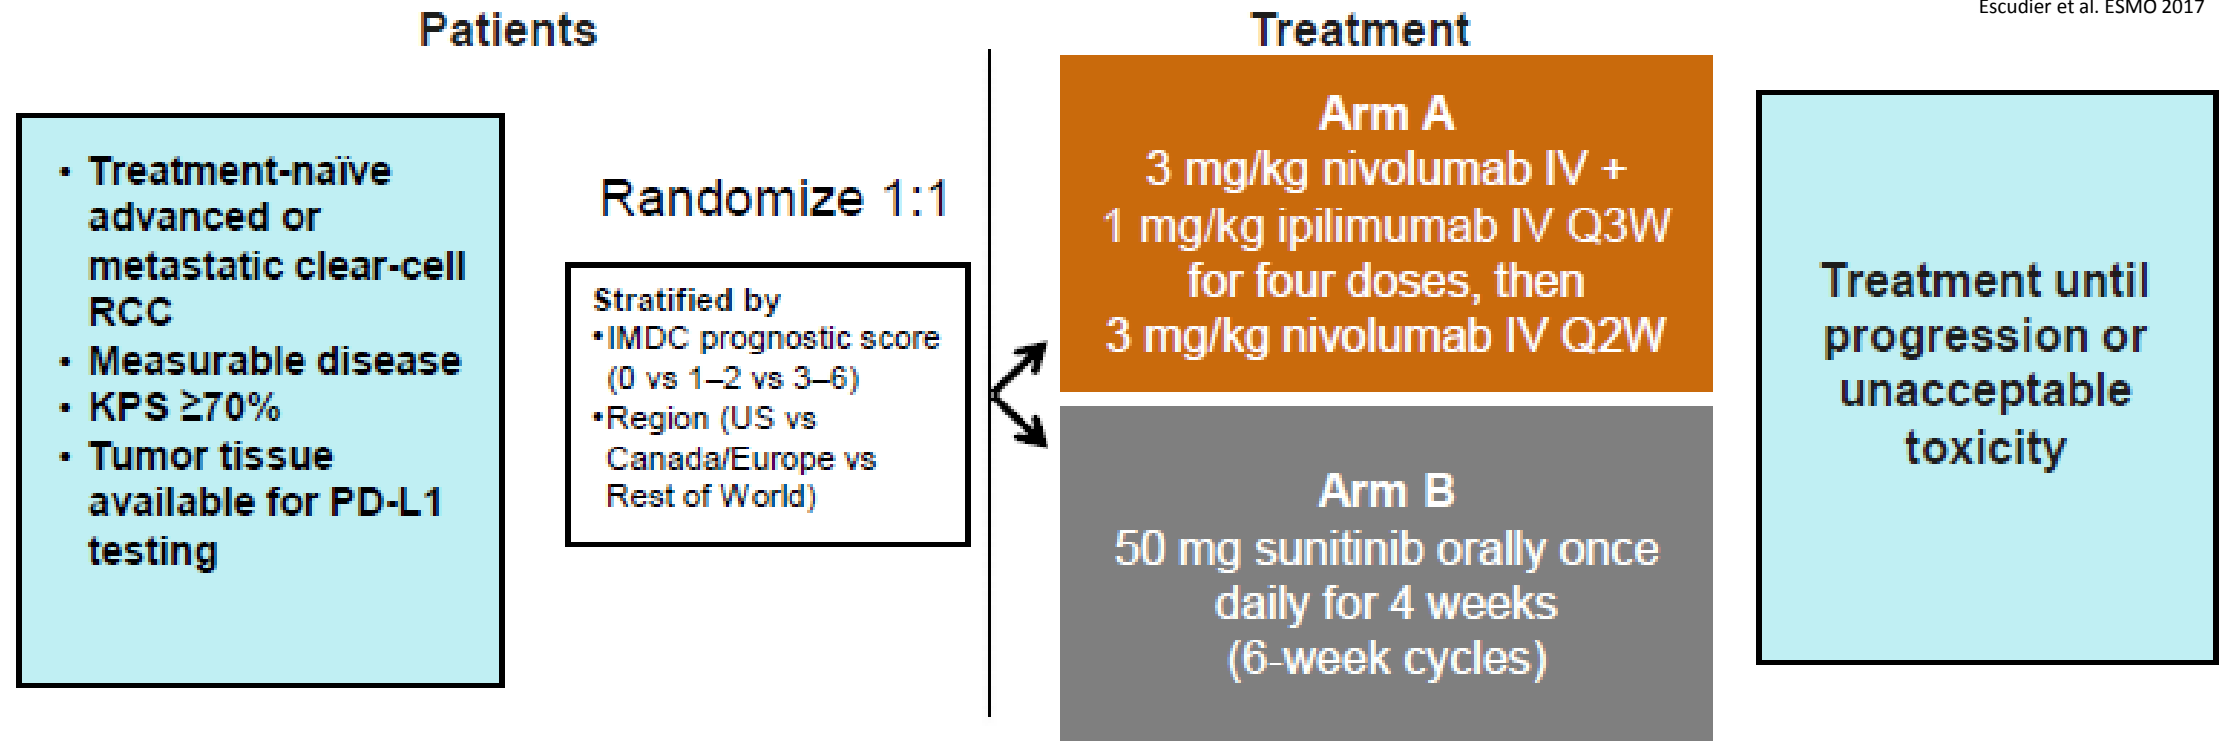 Escudier et al. ESMO 2017
Patients
• Treatment-naïve
advanced or
metastatic clear-cell
RCC
• Measurable disease
• KPS ≥70%
• Tumor tissue
available for PD-L1
testing
Randomize 1:1
Stratified by
•IMDC prognostic score
(0 vs 1–2 vs 3–6)
•Region (US vs
Canada/Europe vs
Rest of World)
Treatment
Arm A
3 mg/kg nivolumab IV +
1 mg/kg ipilimumab IV Q3W
for four doses, then
3 mg/kg nivolumab IV Q2W
Arm B
50 mg sunitinib orally once
daily for 4 weeks
(6-week cycles)
Treatment until
progression or
unacceptable
toxicity